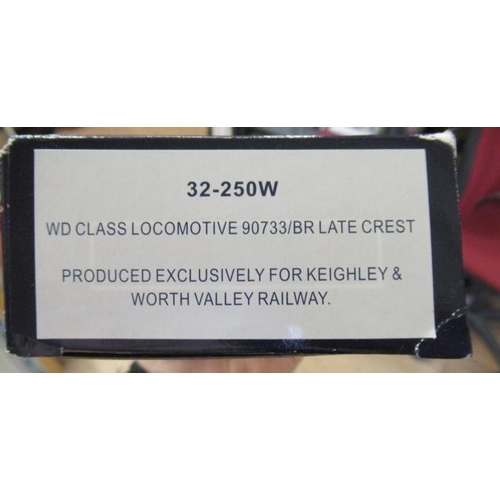 32-250W
WD CLASS LOCOMOTIVE 90733/BR LATE CREST
PRODUCED EXCLUSIVELY FOR KEIGHLEY &
WORTH VALLEY RAILWAY.